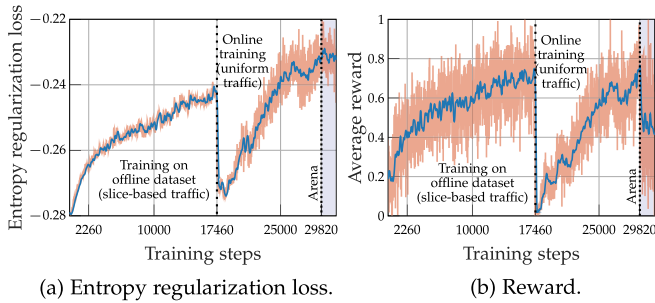 Entropy regularization loss
−0.22
−0.24
−0.26
−0.28
Online
training
(uniform
traffic)
Training on
offline dataset
(slice-based traffic)
Arena
2260
10000
17460
25000
29820
Training steps
(a) Entropy regularization loss.
Average reward
1
0.8
0.6
0.4
0.2
0
Online
training
(uniform
traffic)
Training on
offline dataset
(slice-based traffic)
Arena
2260
10000
17460
25000
29820
Training steps
(b) Reward.